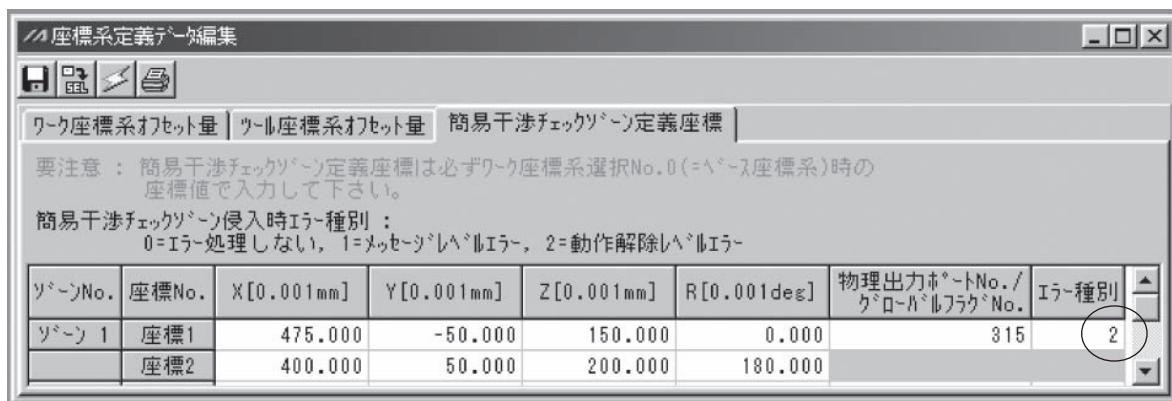 座標系定義ﾃﾞｰﾀ編集
SEL
ﾜｰｸ座標系ｵﾌｾｯﾄ量 ﾂｰﾙ座標系ｵﾌｾｯﾄ量 簡易干渉ﾁｪｯｸｿﾞｰﾝ定義座標
要注意 : 簡易干渉ﾁｪｯｸｿﾞｰﾝ定義座標は必ずﾜｰｸ座標系選択No.0(=ﾍﾞｰｽ座標系)時の
座標値で入力して下さい。
簡易干渉ﾁｪｯｸｿﾞｰﾝ侵入時ｴﾗｰ種別 :
0=ｴﾗｰ処理しない, 1=ﾒｯｾｰｼﾞﾚﾍﾞﾙｴﾗｰ, 2=動作解除ﾚﾍﾞﾙｴﾗｰ
ｿﾞｰﾝNo. 座標No. X[0.001mm] Y[0.001mm] Z[0.001mm] R[0.001deg] 物理出力ﾎﾟｰﾄNo./ ｸﾞﾛｰﾊﾞﾙﾌﾗｸﾞNo. ｴﾗｰ種別
ｿﾞｰﾝ 1 座標1 475.000 -50.000 150.000 0.000 315 2
座標2 400.000 50.000 200.000 180.000